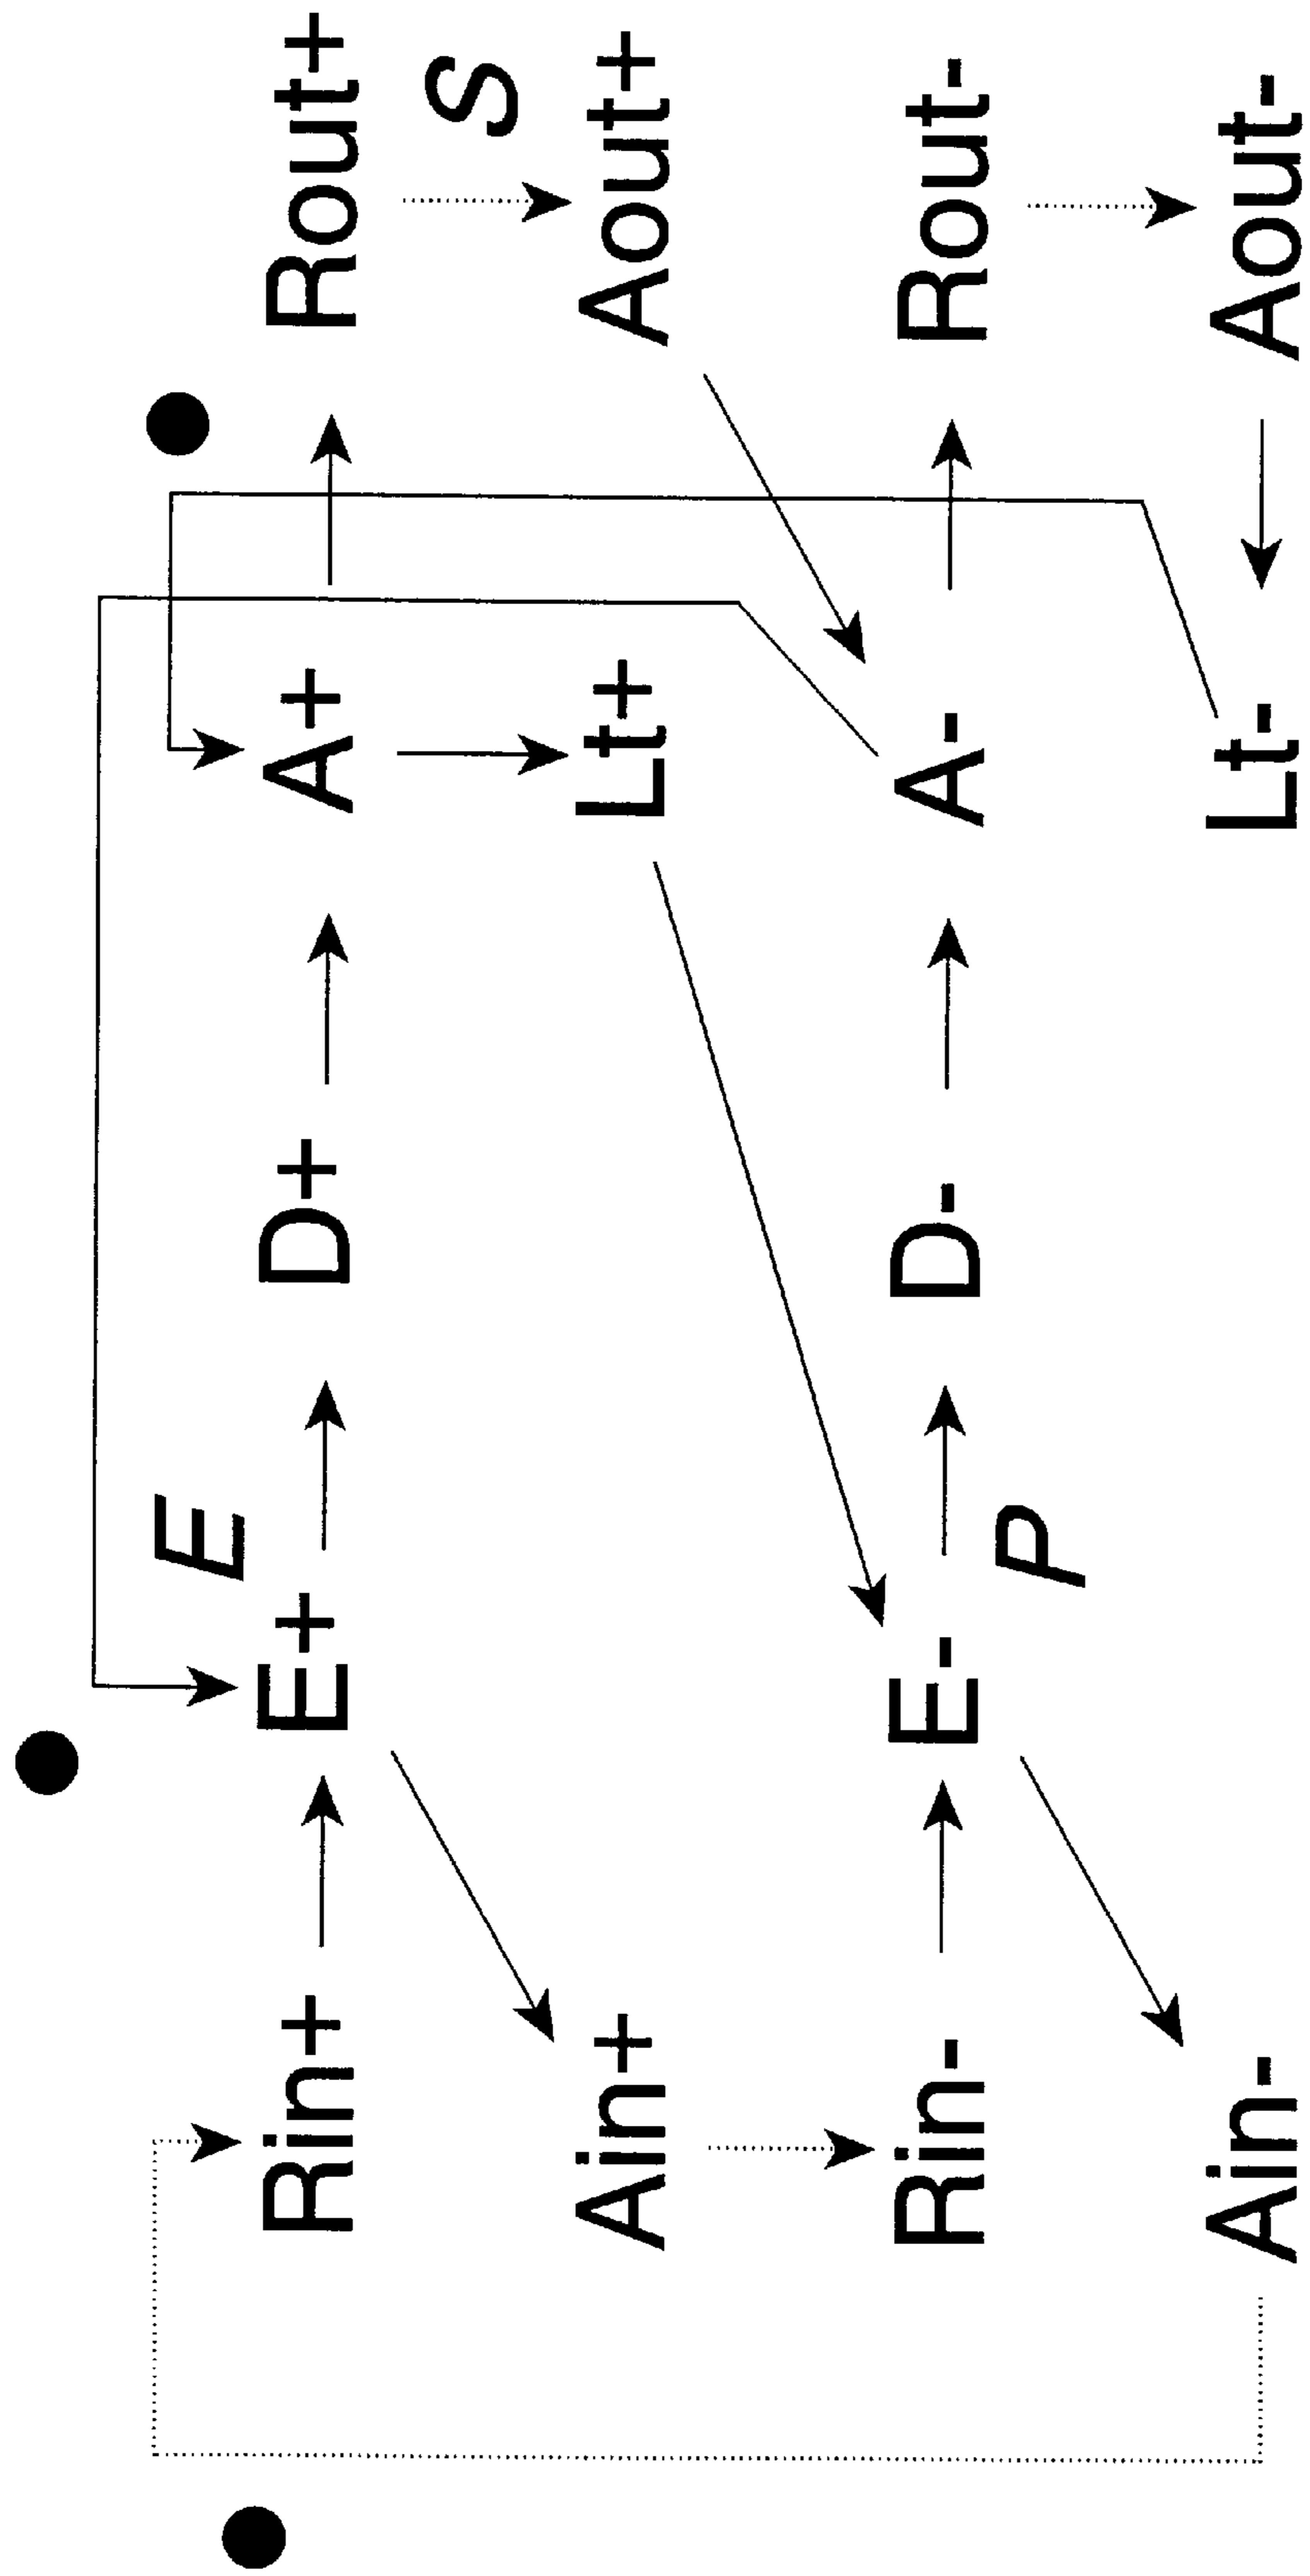 E
Rin+ E+ D+ A+ Rout+
S
Ain+ Lt+ Aout+
Rin- E- D- A- Rout-
P
Ain- Lt- Aout-